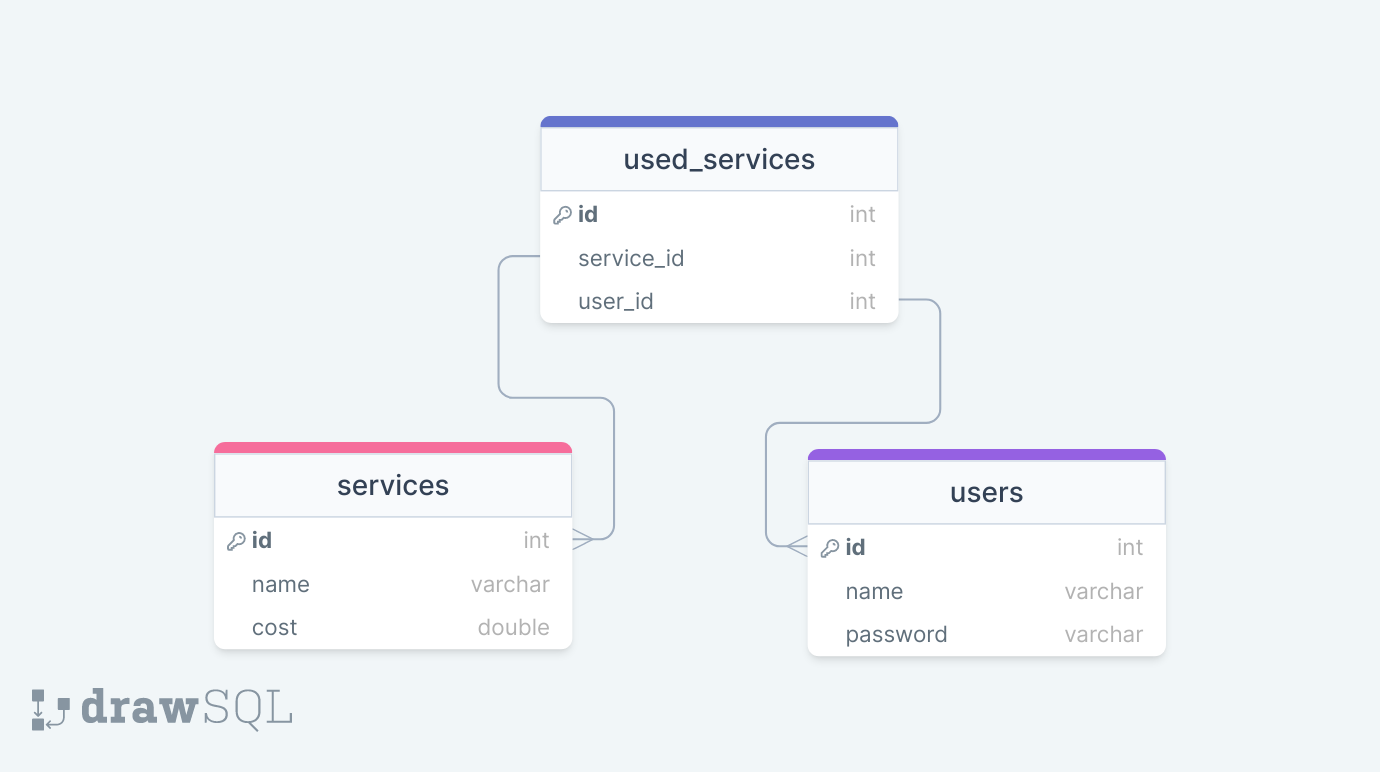 used_services
id int
service_id int
user_id int
services
id int
name varchar
cost double
users
id int
name varchar
password varchar
drawSQL